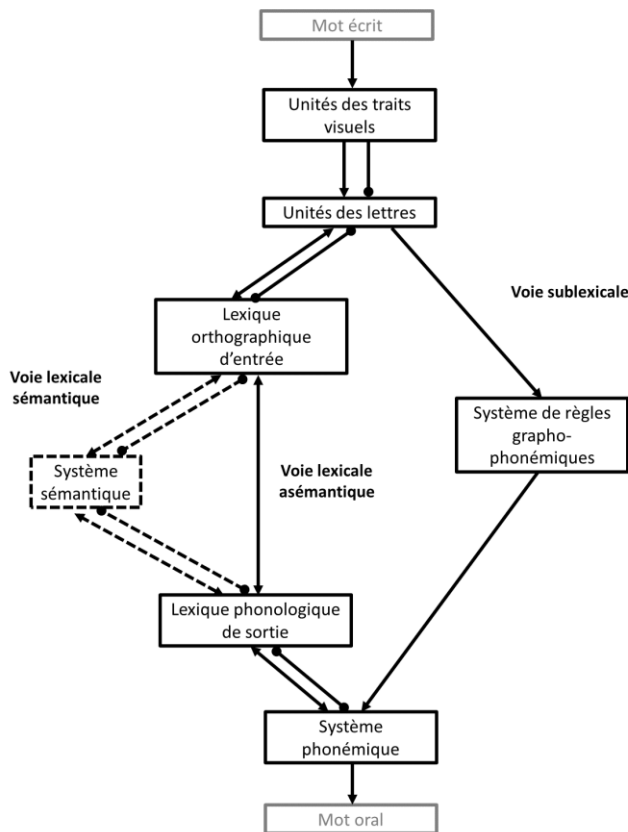 Mot écrit
Unités des traits
visuels
Unités des lettres
Voie sublexicale
Lexique
orthographique
d'entrée
Voie lexicale
sémantique
Système de règles
grapho-
phonémiques
Système
sémantique
Voie lexicale
asémantique
Lexique phonologique
de sortie
Système
phonémique
Mot oral